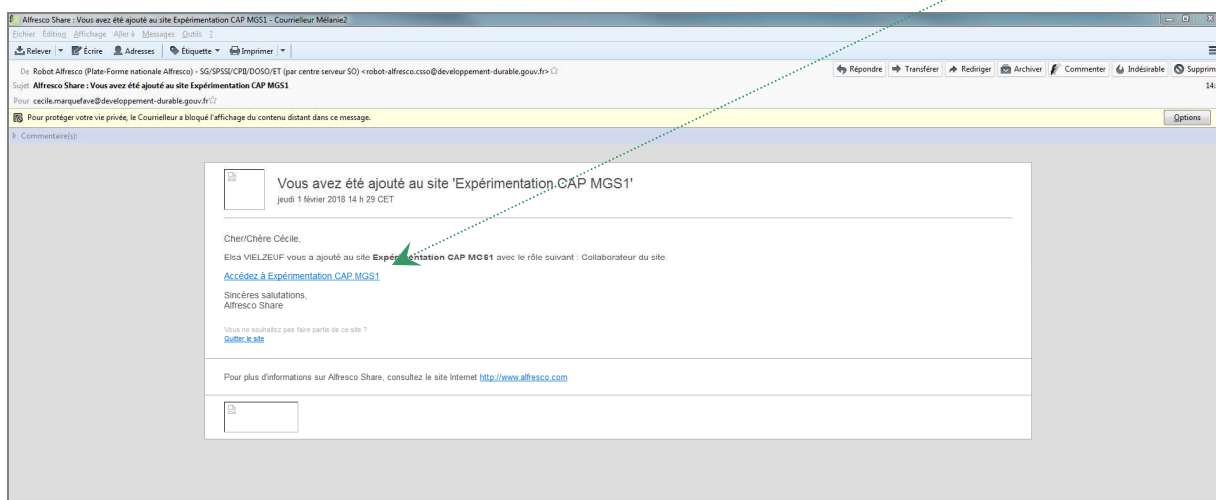 Alfresco Share : Vous avez été ajouté au site Expérimentation CAP MGS1 - Courrielleur Mélanie2
Fichier Édition Affichage Aller à Messages Outils ?
Relever Écrire Adresses Étiquette Imprimer
De Robot Alfresco (Plate-Forme nationale Alfresco) - SG/SPSSI/CPII/DOSO/ET (par centre serveur SO) <robot-alfresco.csso@developpement-durable.gouv.fr>
Répondre Transférer Rediriger Archiver Commenter Indésirable Supprim
Sujet Alfresco Share : Vous avez été ajouté au site Expérimentation CAP MGS1
14:
Pour cecile.marquefave@developpement-durable.gouv.fr
Pour protéger votre vie privée, le Courrielleur a bloqué l'affichage du contenu distant dans ce message.
Options
Commentaire(s):
Vous avez été ajouté au site 'Expérimentation CAP MGS1'
jeudi 1 février 2018 14 h 29 CET
Cher/Chère Cécile,
Elsa VIELZEUF vous a ajouté au site Expérimentation CAP MGS1 avec le rôle suivant : Collaborateur du site.
Accédez à Expérimentation CAP MGS1
Sincères salutations,
Alfresco Share
Vous ne souhaitez pas faire partie de ce site ?
Quitter le site
Pour plus d'informations sur Alfresco Share, consultez le site Internet http://www.alfresco.com